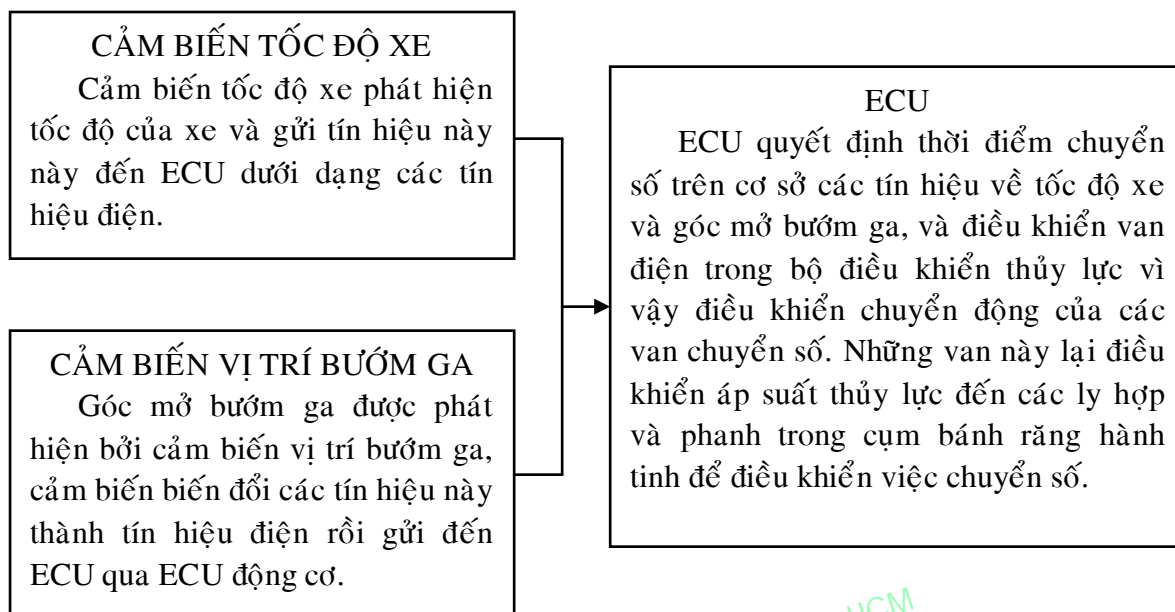 CẢM BIẾN TỐC ĐỘ XE
Cảm biến tốc độ xe phát hiện
tốc độ của xe và gửi tín hiệu này
này đến ECU dưới dạng các tín
hiệu điện.
CẢM BIẾN VỊ TRÍ BƯỚM GA
Góc mở bướm ga được phát
hiện bởi cảm biến vị trí bướm ga,
cảm biến biến đổi các tín hiệu này
thành tín hiệu điện rồi gửi đến
ECU qua ECU động cơ.
ECU
ECU quyết định thời điểm chuyển
số trên cơ sở các tín hiệu về tốc độ xe
và góc mở bướm ga, và điều khiển van
điện trong bộ điều khiển thủy lực vì
vậy điều khiển chuyển động của các
van chuyển số. Những van này lại điều
khiển áp suất thủy lực đến các ly hợp
và phanh trong cụm bánh răng hành
tinh để điều khiển việc chuyển số.
HCM